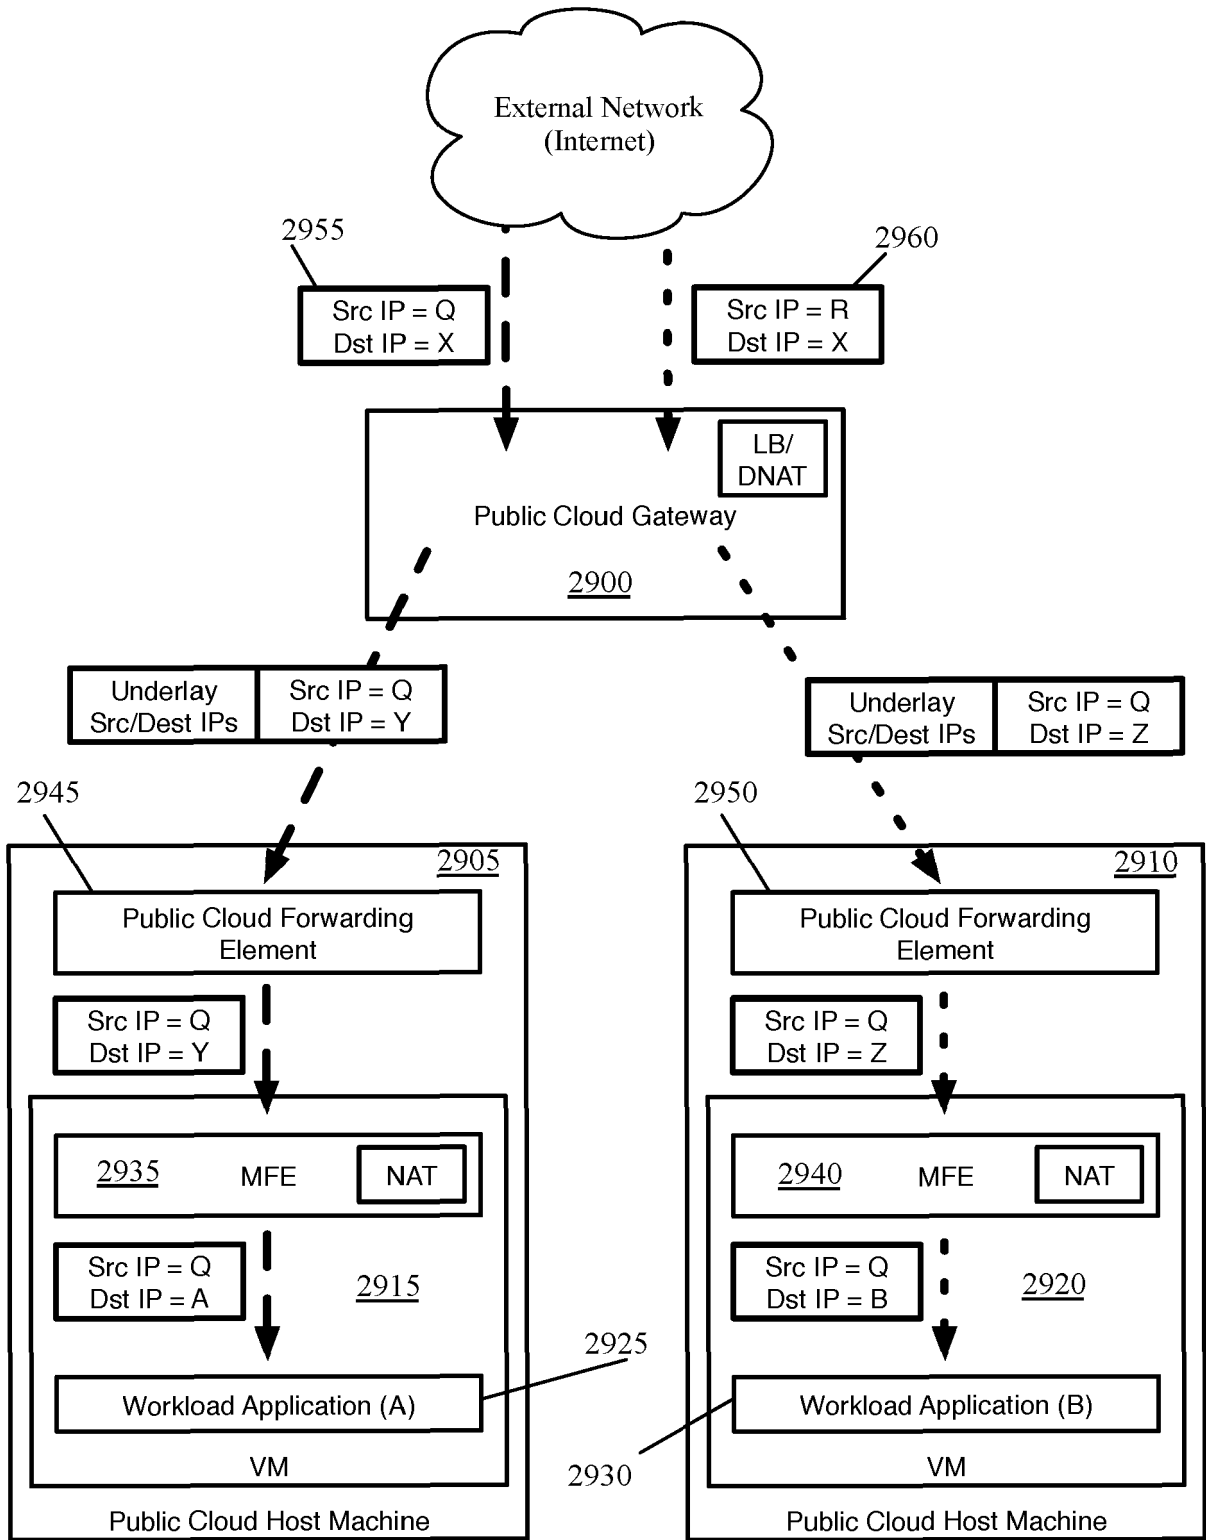 External Network
(Internet)
2955
2960
Src IP = Q
Dst IP = X
Src IP = R
Dst IP = X
LB/
DNAT
Public Cloud Gateway
2900
Underlay
Src/Dest IPs
Src IP = Q
Dst IP = Y
Underlay
Src/Dest IPs
Src IP = Q
Dst IP = Z
2945
2950
2905
2910
Public Cloud Forwarding
Element
Public Cloud Forwarding
Element
Src IP = Q
Dst IP = Y
Src IP = Q
Dst IP = Z
2935
MFE
NAT
2940
MFE
NAT
Src IP = Q
Dst IP = A
2915
Src IP = Q
Dst IP = B
2920
2925
Workload Application (A)
Workload Application (B)
2930
VM
VM
Public Cloud Host Machine
Public Cloud Host Machine